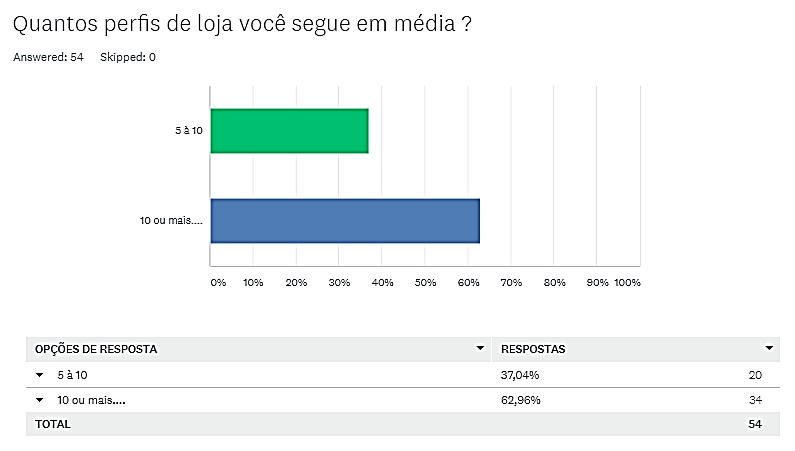 Quantos perfis de loja você segue em média ?
Answered: 54 Skipped: 0
5 à 10
10 ou mais....
0% 10% 20% 30% 40% 50% 60% 70% 80% 90% 100%
OPÇÕES DE RESPOSTA RESPOSTAS
5 à 10 37,04% 20
10 ou mais.... 62,96% 34
TOTAL 54